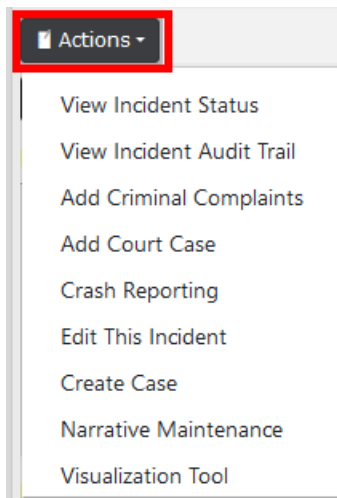 Actions
View Incident Status
View Incident Audit Trail
Add Criminal Complaints
Add Court Case
Crash Reporting
Edit This Incident
Create Case
Narrative Maintenance
Visualization Tool